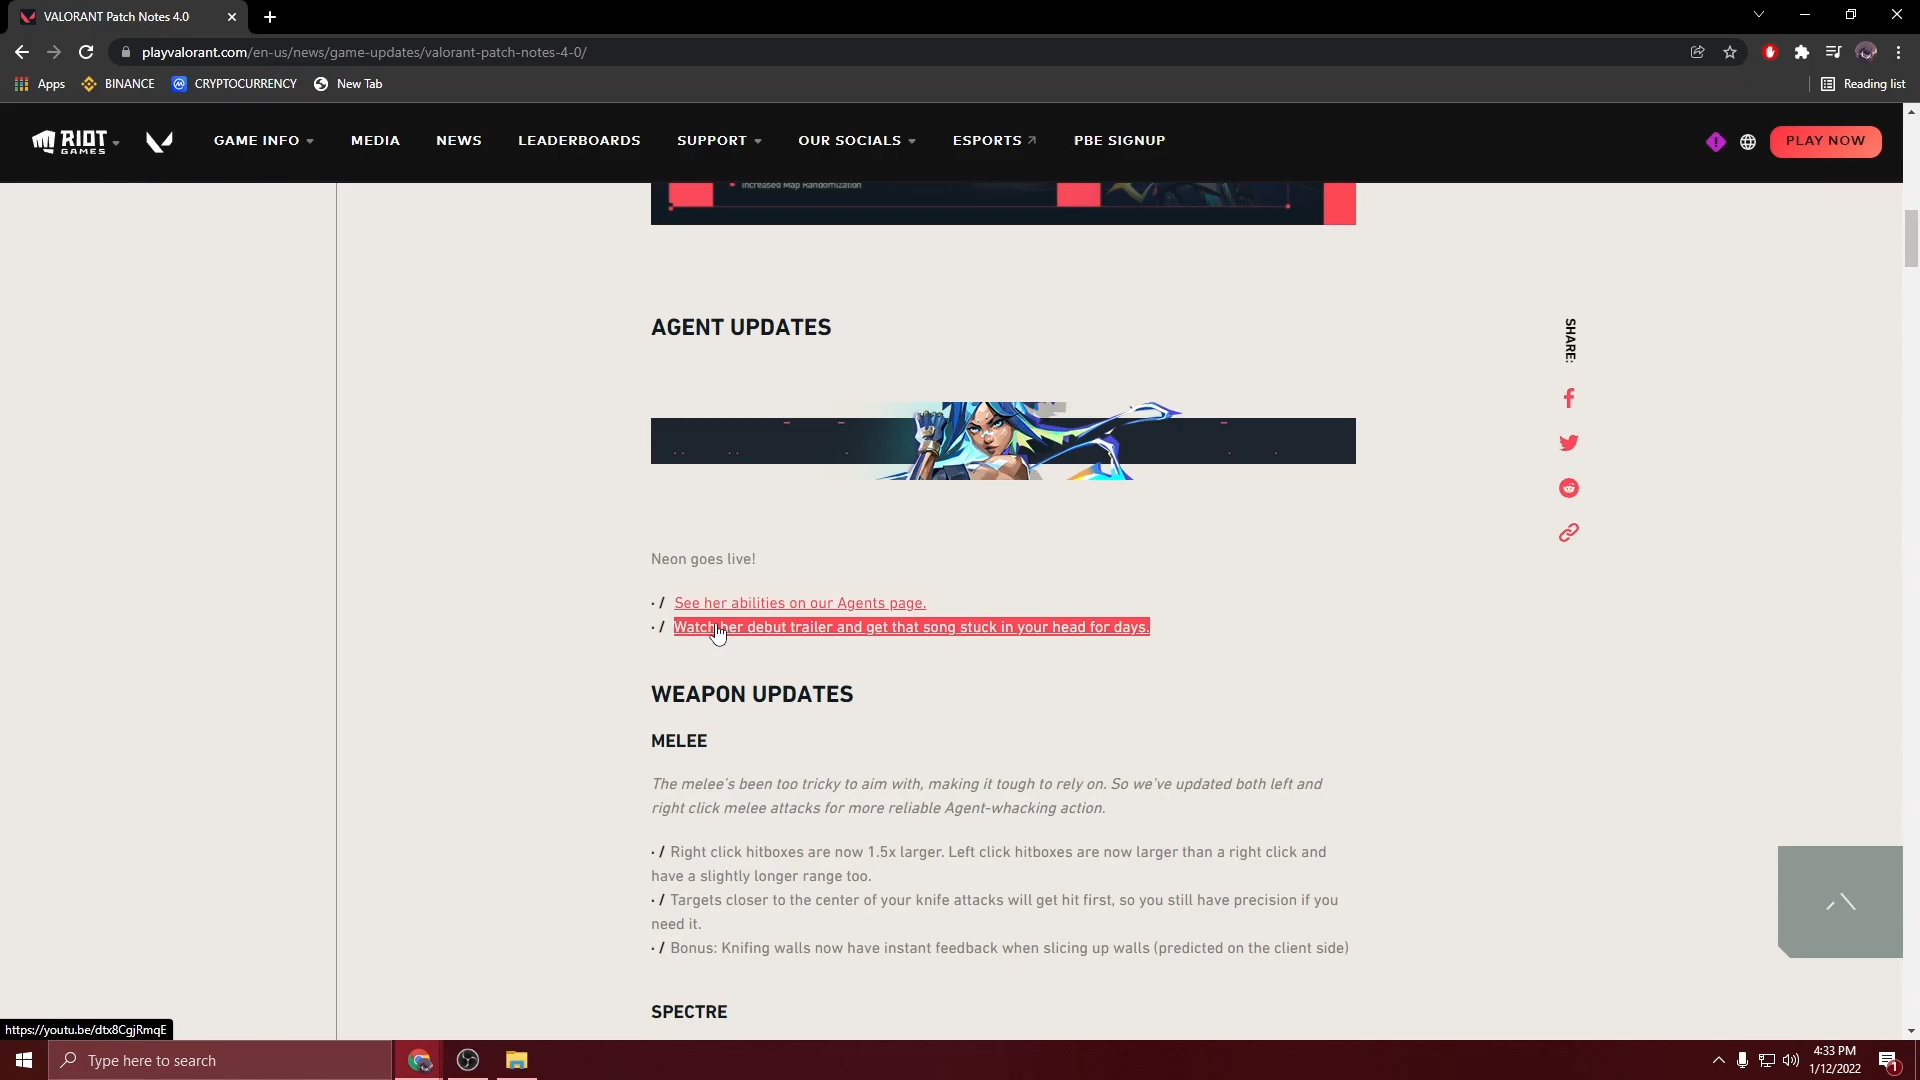 VALORANT Patch Notes 4.0
playvalorant.com/en-us/news/game-updates/valorant-patch-notes-4-0/
Apps BINANCE CRYPTOCURRENCY New Tab Reading list
RIOT GAMES GAME INFO MEDIA NEWS LEADERBOARDS SUPPORT OUR SOCIALS ESPORTS PBE SIGNUP PLAY NOW
Increased Map Randomization
AGENT UPDATES
SHARE:
Neon goes live!
· / See her abilities on our Agents page.
· / Watch her debut trailer and get that song stuck in your head for days.
WEAPON UPDATES
MELEE
The melee's been too tricky to aim with, making it tough to rely on. So we've updated both left and
right click melee attacks for more reliable Agent-whacking action.
· / Right click hitboxes are now 1.5x larger. Left click hitboxes are now larger than a right click and
have a slightly longer range too.
· / Targets closer to the center of your knife attacks will get hit first, so you still have precision if you
need it.
· / Bonus: Knifing walls now have instant feedback when slicing up walls (predicted on the client side)
SPECTRE
https://youtu.be/dtx8CgjRmqE
Type here to search
4:33 PM
1/12/2022
1